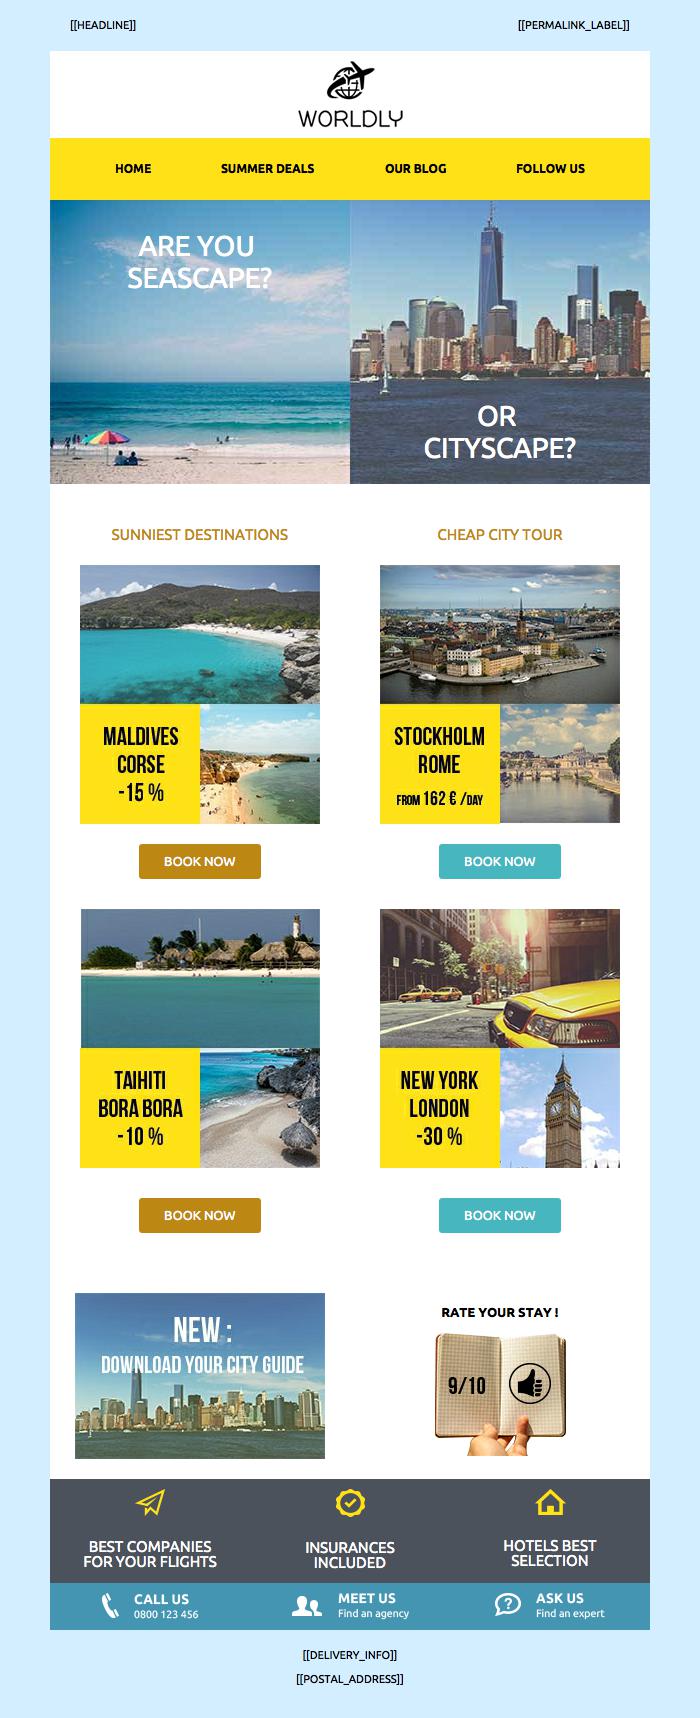 [[HEADLINE]]
[[PERMALINK_LABEL]]
WORLDLY
HOME
SUMMER DEALS
OUR BLOG
FOLLOW US
ARE YOU
SEASCAPE?
OR
CITYSCAPE?
SUNNIEST DESTINATIONS
CHEAP CITY TOUR
MALDIVES
CORSE
-15 %
STOCKHOLM
ROME
FROM 162 € /DAY
BOOK NOW
BOOK NOW
TAIHITI
BORA BORA
-10 %
NEW YORK
LONDON
-30 %
BOOK NOW
BOOK NOW
NEW :
DOWNLOAD YOUR CITY GUIDE
RATE YOUR STAY !
9/10
BEST COMPANIES
FOR YOUR FLIGHTS
INSURANCES
INCLUDED
HOTELS BEST
SELECTION
CALL US
0800 123 456
MEET US
Find an agency
ASK US
Find an expert
[[DELIVERY_INFO]]
[[POSTAL_ADDRESS]]